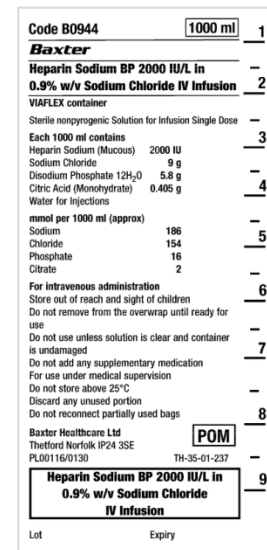 Code B0944 1000 ml
1
Baxter
Heparin Sodium BP 2000 IU/L in
0.9% w/v Sodium Chloride IV Infusion
2
VIAFLEX container
Sterile nonpyrogenic Solution for Infusion Single Dose
Each 1000 ml contains
3
Heparin Sodium (Mucous) 2000 IU
Sodium Chloride 9 g
Disodium Phosphate 12H₂0 5.8 g
Citric Acid (Monohydrate) 0.405 g
4
Water for Injections
mmol per 1000 ml (approx)
Sodium 186
Chloride 154
5
Phosphate 16
Citrate 2
For intravenous administration
6
Store out of reach and sight of children
Do not remove from the overwrap until ready for
use
Do not use unless solution is clear and container
is undamaged
7
Do not add any supplementary medication
For use under medical supervision
Do not store above 25°C
Discard any unused portion
Do not reconnect partially used bags
8
Baxter Healthcare Ltd
Thetford Norfolk IP24 3SE
POM
PL00116/0130 TH-35-01-237
Heparin Sodium BP 2000 IU/L in
9
0.9% w/v Sodium Chloride
IV Infusion
Lot Expiry